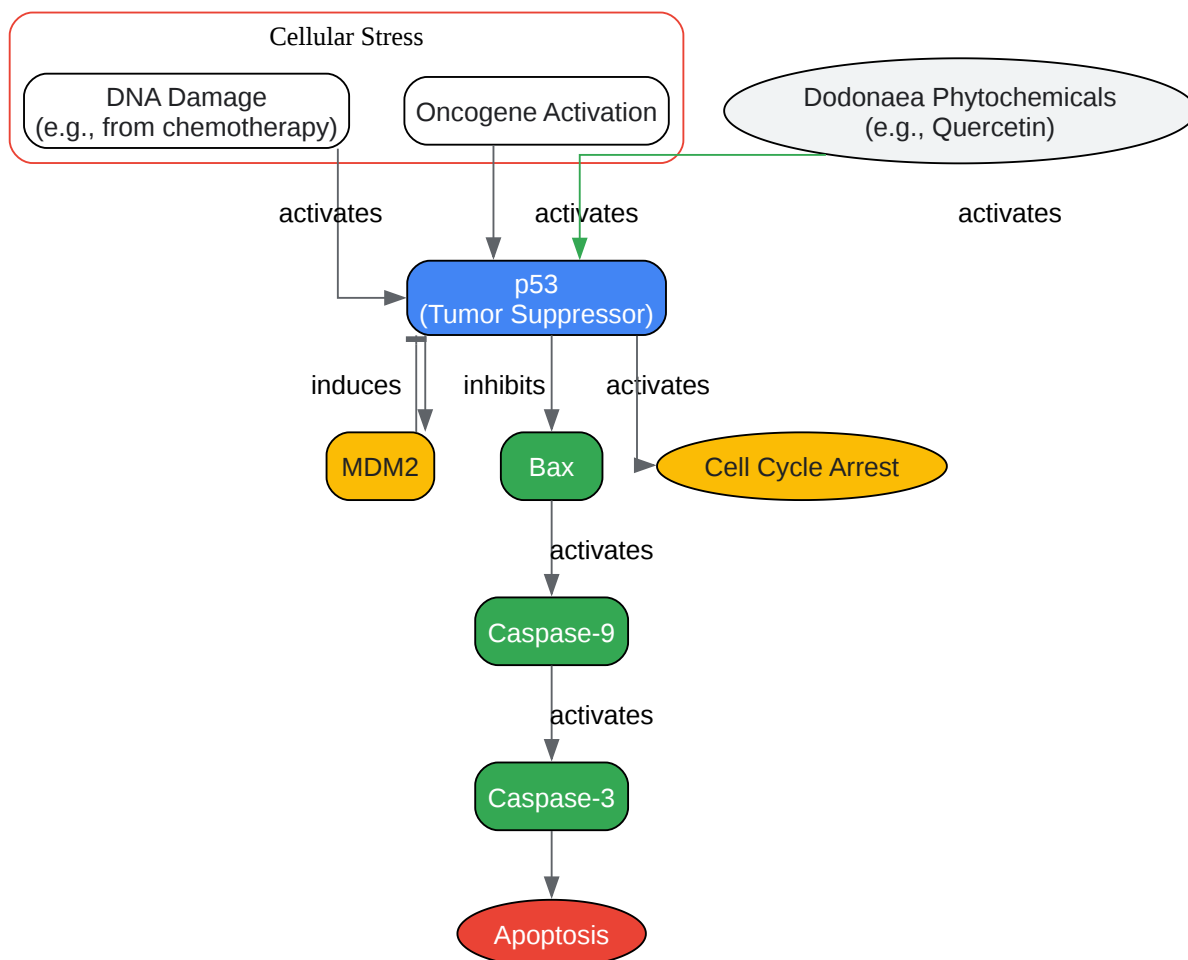 Cellular Stress
DNA Damage
(e.g., from chemotherapy)
Oncogene Activation
Dodonaea Phytochemicals
(e.g., Quercetin)
activates
activates
activates
p53
(Tumor Suppressor)
induces
inhibits
activates
MDM2
Bax
Cell Cycle Arrest
activates
Caspase-9
activates
Caspase-3
Apoptosis